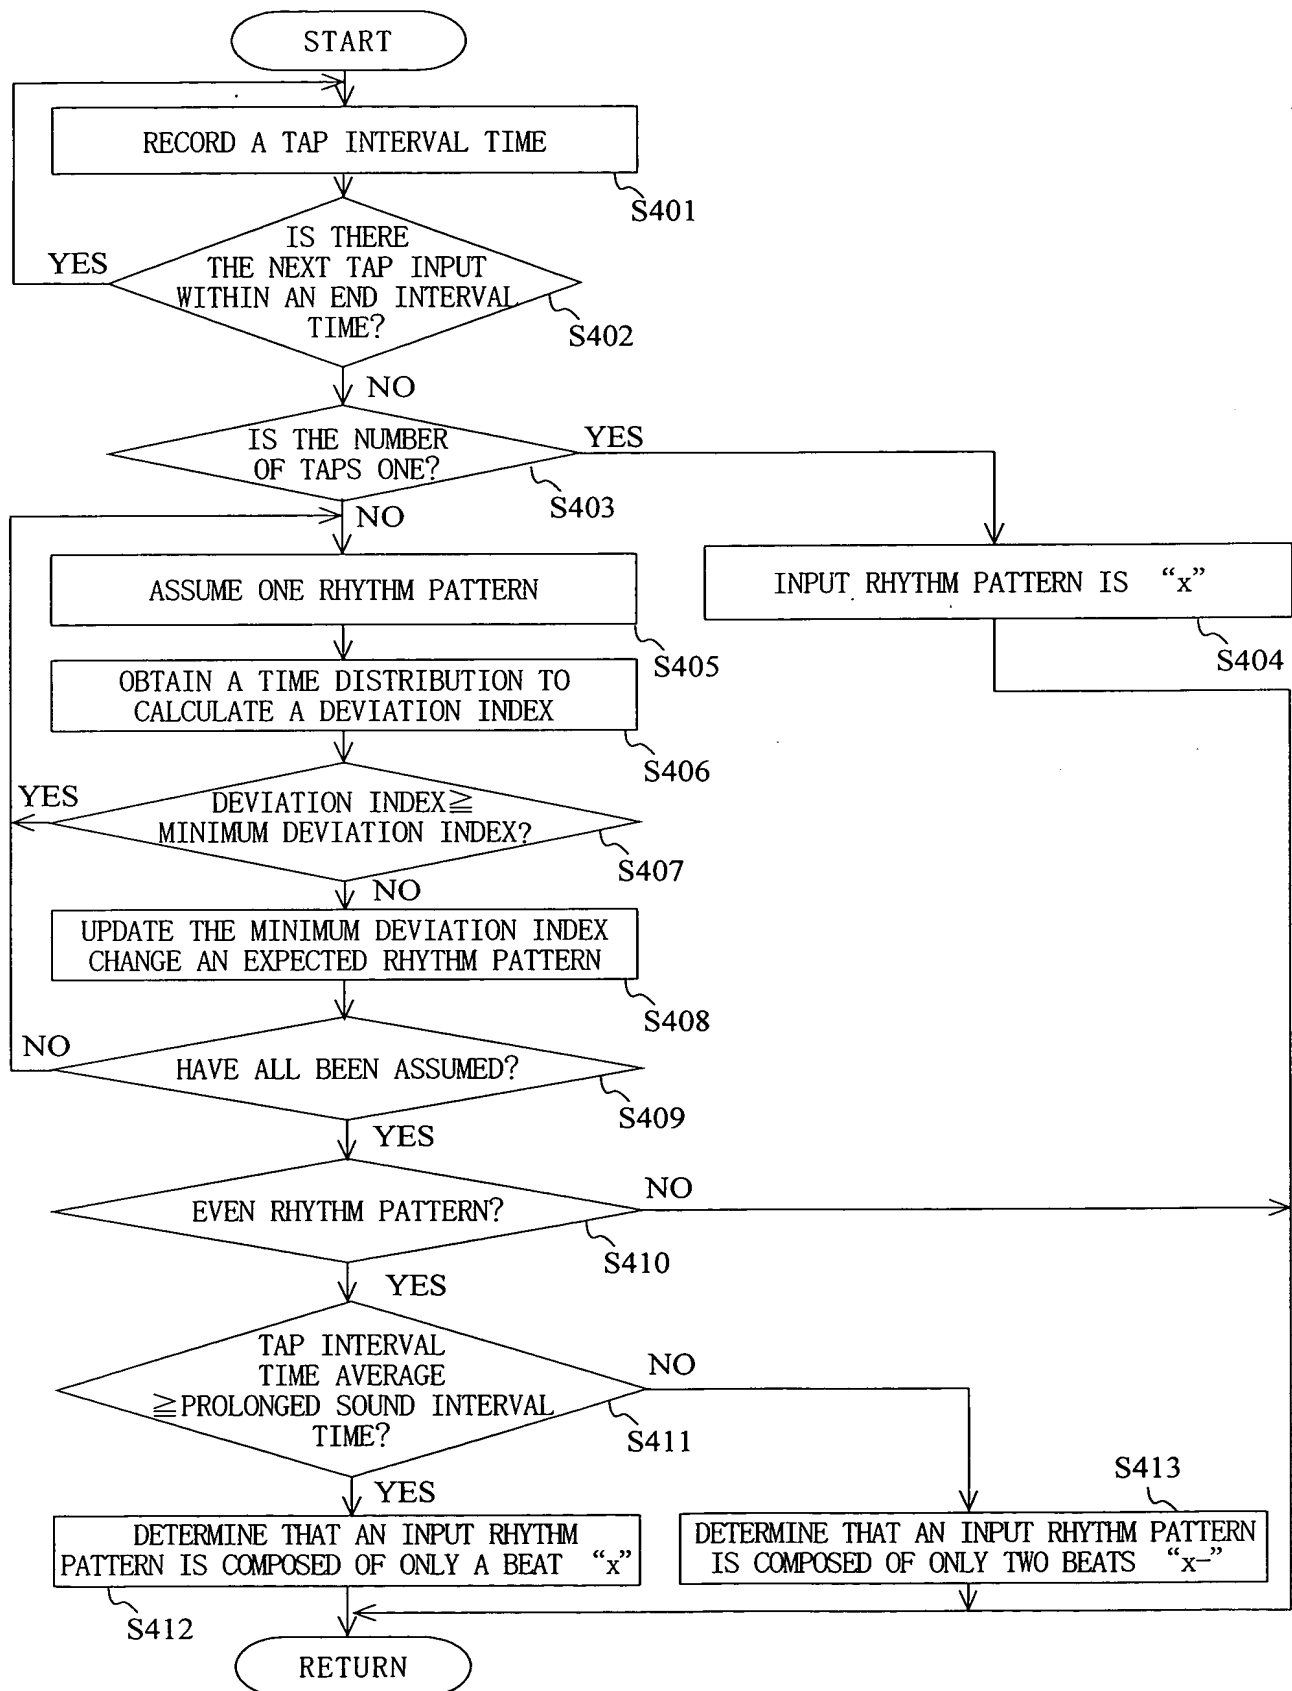 START
RECORD A TAP INTERVAL TIME
S401
IS THERE
THE NEXT TAP INPUT
WITHIN AN END INTERVAL
TIME?
YES
S402
NO
IS THE NUMBER
OF TAPS ONE?
YES
S403
NO
INPUT RHYTHM PATTERN IS “x”
S404
ASSUME ONE RHYTHM PATTERN
S405
OBTAIN A TIME DISTRIBUTION TO
CALCULATE A DEVIATION INDEX
S406
YES
DEVIATION INDEX≧
MINIMUM DEVIATION INDEX?
S407
NO
UPDATE THE MINIMUM DEVIATION INDEX
CHANGE AN EXPECTED RHYTHM PATTERN
S408
NO
HAVE ALL BEEN ASSUMED?
S409
YES
EVEN RHYTHM PATTERN?
NO
S410
YES
TAP INTERVAL
TIME AVERAGE
≧PROLONGED SOUND INTERVAL
TIME?
NO
S411
YES
S413
DETERMINE THAT AN INPUT RHYTHM
PATTERN IS COMPOSED OF ONLY A BEAT “x”
S412
DETERMINE THAT AN INPUT RHYTHM PATTERN
IS COMPOSED OF ONLY TWO BEATS “x-”
RETURN